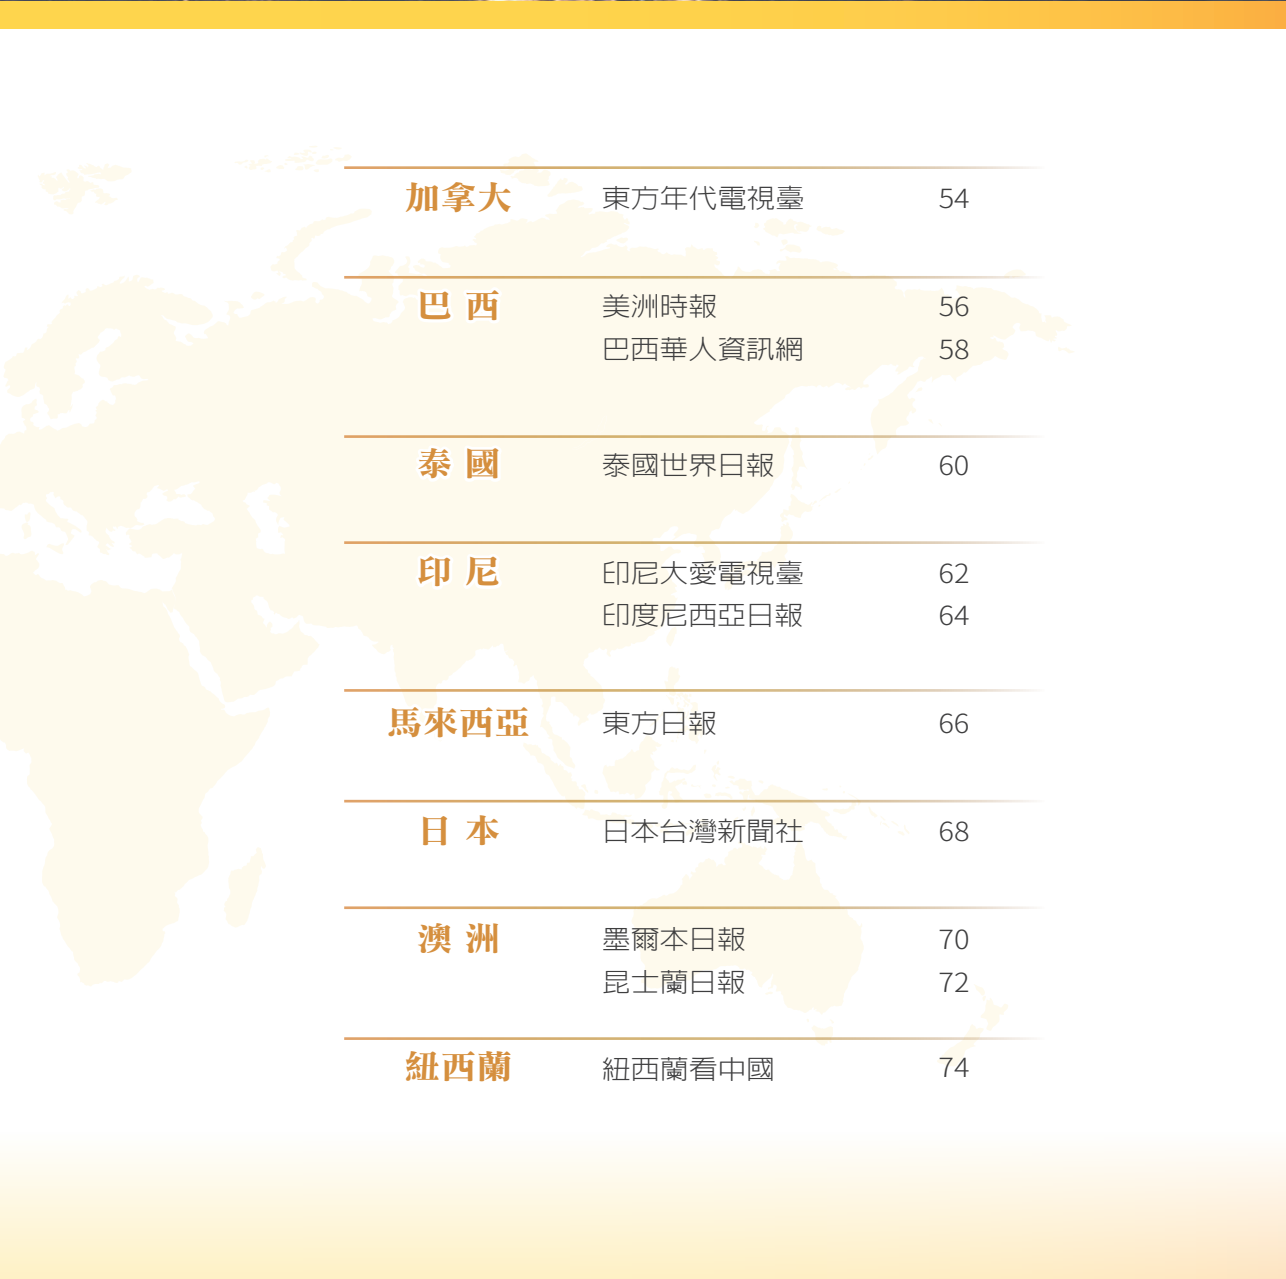 加拿大 東方年代電視臺 54
巴西 美洲時報 56
巴西華人資訊網 58
泰國 泰國世界日報 60
印尼 印尼大愛電視臺 62
印度尼西亞日報 64
馬來西亞 東方日報 66
日本 日本台灣新聞社 68
澳洲 墨爾本日報 70
昆士蘭日報 72
紐西蘭 紐西蘭看中國 74